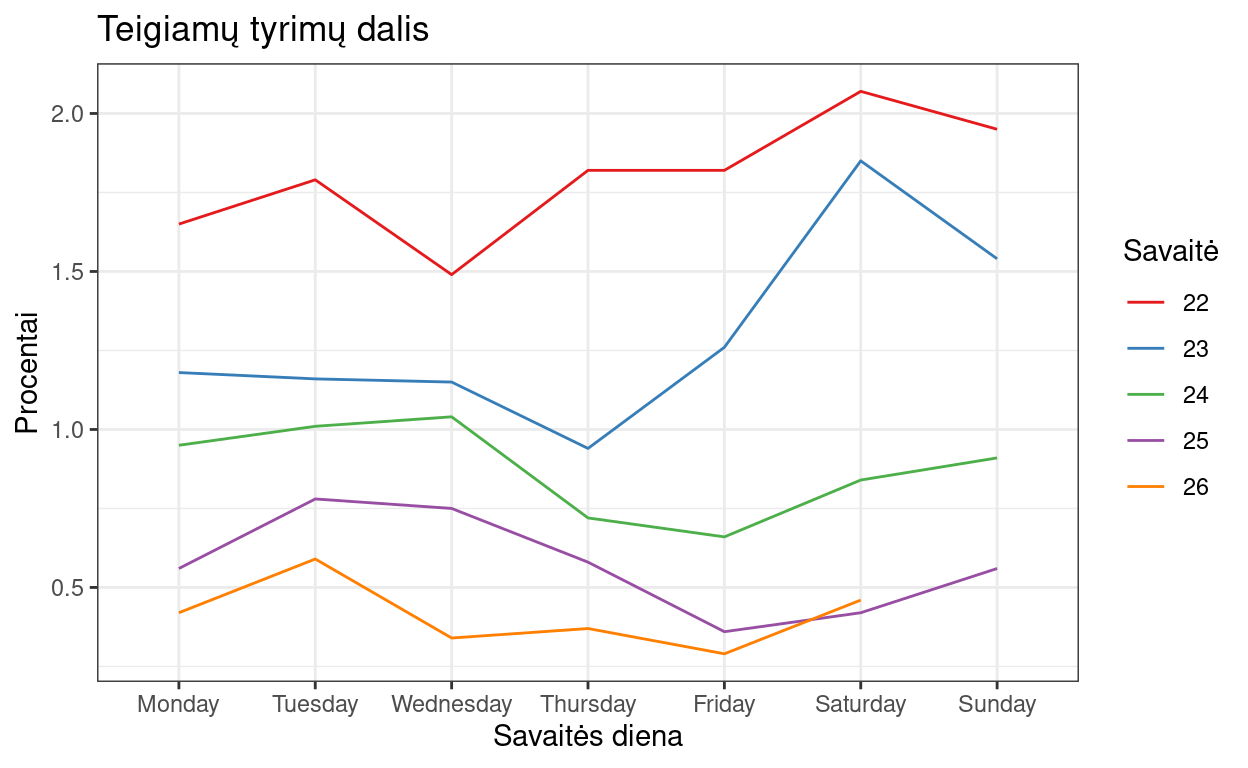 Teigiamų tyrimų dalis
Procentai
2.0
1.5
1.0
0.5
Monday Tuesday Wednesday Thursday Friday Saturday Sunday
Savaitės diena
Savaitė
22
23
24
25
26